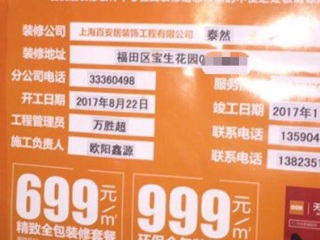 装修公司 上海百安居装饰工程有限公司 泰然
装修地址 福田区宝生花园
分公司电话 33360498 服务
开工日期 2017年8月22日 竣工日期 2017年1
工程管理员 万胜超 联系电话 135904
施工负责人 欧阳鑫源 联系电话 138235
699元/㎡ 999元/㎡
精致全包装修套餐